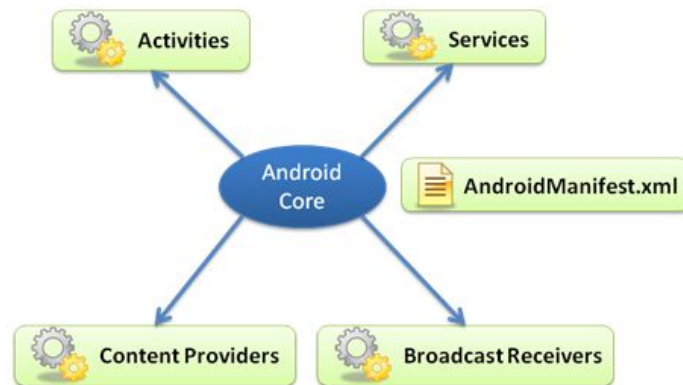 Activities
Services
Android
Core
AndroidManifest.xml
Content Providers
Broadcast Receivers